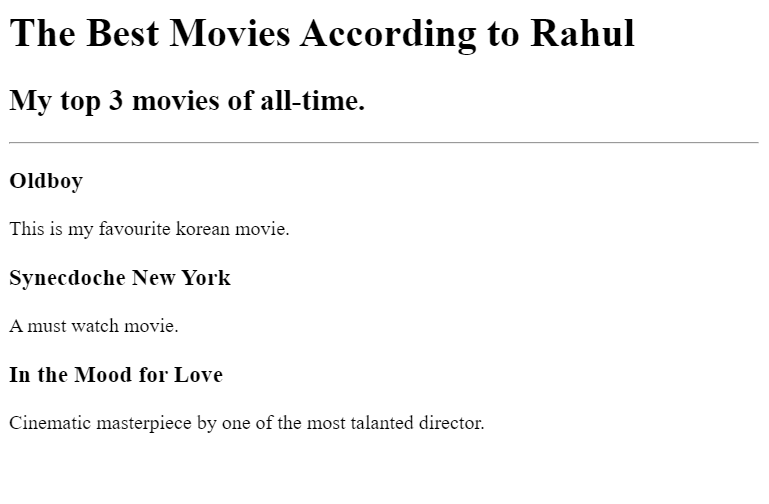 The Best Movies According to Rahul
My top 3 movies of all-time.
Oldboy
This is my favourite korean movie.
Synecdoche New York
A must watch movie.
In the Mood for Love
Cinematic masterpiece by one of the most talanted director.